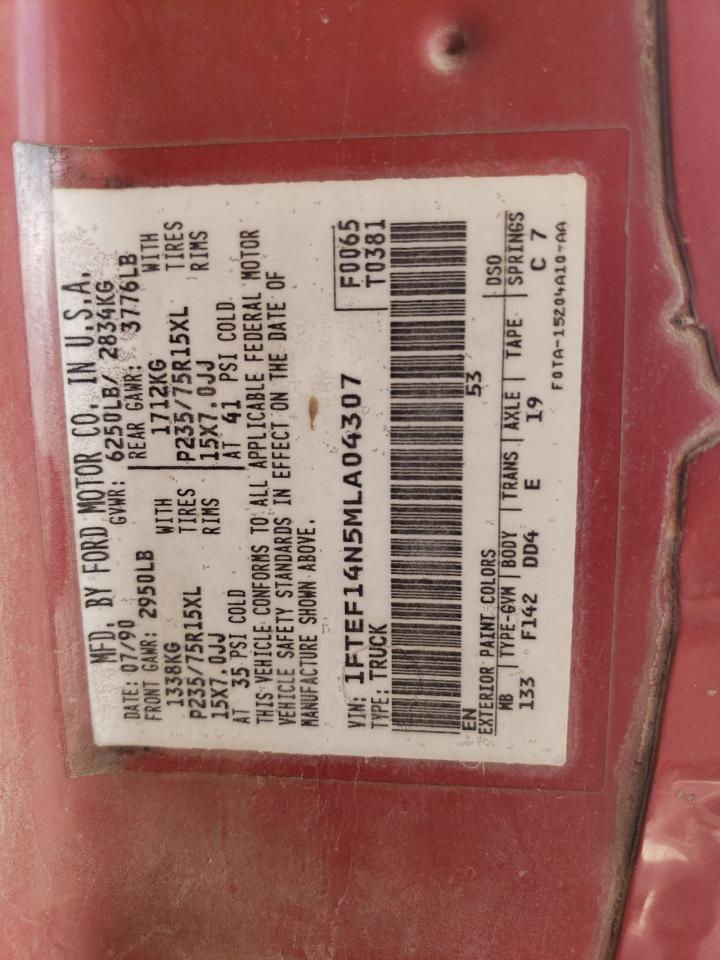 MFD. BY FORD MOTOR CO. IN U.S.A.
DATE: 07/90 GVWR: 6250LB/ 2834KG
FRONT GAWR: 2950LB REAR GAWR: 3776LB
1338KG WITH 1712KG WITH
P235/75R15XL TIRES P235/75R15XL TIRES
15X7.0JJ RIMS 15X7.0JJ RIMS
AT 35 PSI COLD AT 41 PSI COLD
THIS VEHICLE CONFORMS TO ALL APPLICABLE FEDERAL MOTOR
VEHICLE SAFETY STANDARDS IN EFFECT ON THE DATE OF
MANUFACTURE SHOWN ABOVE.
VIN: 1FTEF14N5MLA04307 F0065
TYPE: TRUCK T0381
EN 53
EXTERIOR PAINT COLORS DSO
WB TYPE-GVW BODY TRANS AXLE TAPE SPRINGS
133 F142 DD4 E 19 C 7
F0TA-15204A10-AA